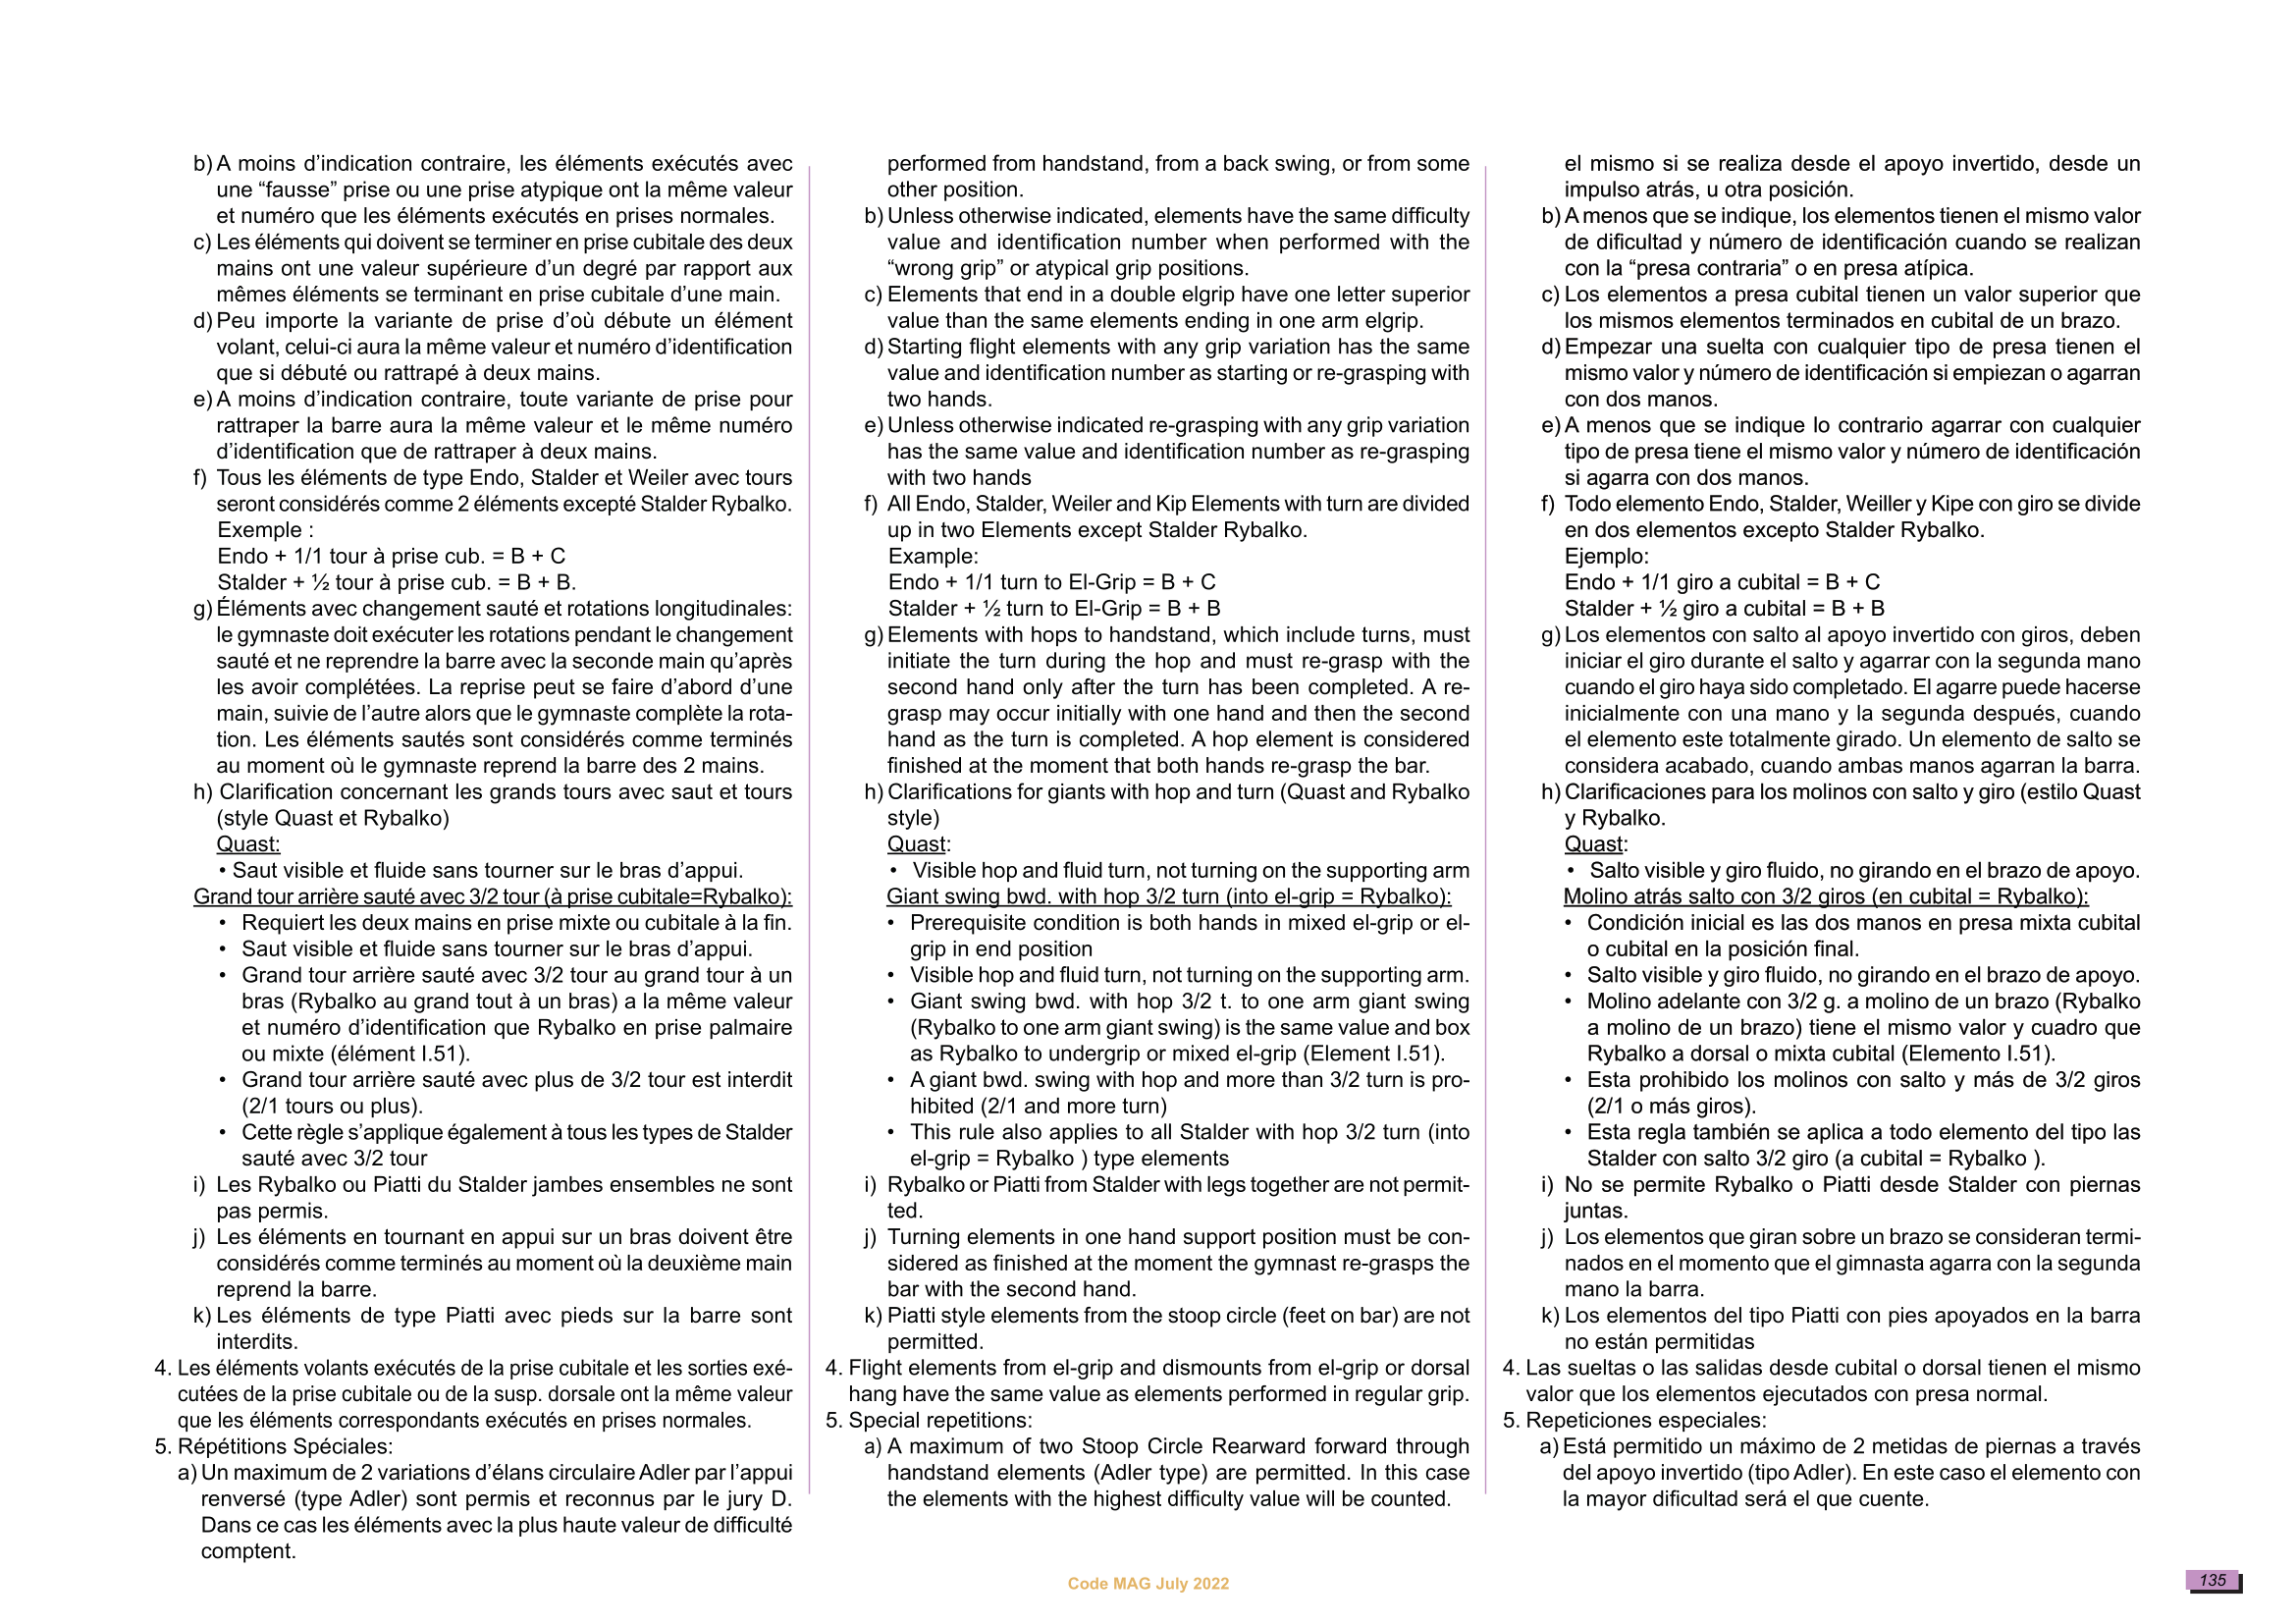 b) A moins d’indication contraire, les éléments exécutés avec
une “fausse” prise ou une prise atypique ont la même valeur
et numéro que les éléments exécutés en prises normales.
c) Les éléments qui doivent se terminer en prise cubitale des deux
mains ont une valeur supérieure d’un degré par rapport aux
mêmes éléments se terminant en prise cubitale d’une main.
d) Peu importe la variante de prise d’où débute un élément
volant, celui-ci aura la même valeur et numéro d’identification
que si débuté ou rattrapé à deux mains.
e) A moins d’indication contraire, toute variante de prise pour
rattraper la barre aura la même valeur et le même numéro
d’identification que de rattraper à deux mains.
f) Tous les éléments de type Endo, Stalder et Weiler avec tours
seront considérés comme 2 éléments excepté Stalder Rybalko.
Exemple :
Endo + 1/1 tour à prise cub. = B + C
Stalder + ½ tour à prise cub. = B + B.
g) Éléments avec changement sauté et rotations longitudinales:
le gymnaste doit exécuter les rotations pendant le changement
sauté et ne reprendre la barre avec la seconde main qu’après
les avoir complétées. La reprise peut se faire d’abord d’une
main, suivie de l’autre alors que le gymnaste complète la rota-
tion. Les éléments sautés sont considérés comme terminés
au moment où le gymnaste reprend la barre des 2 mains.
h) Clarification concernant les grands tours avec saut et tours
(style Quast et Rybalko)
Quast:
• Saut visible et fluide sans tourner sur le bras d’appui.
Grand tour arrière sauté avec 3/2 tour (à prise cubitale=Rybalko):
• Requiert les deux mains en prise mixte ou cubitale à la fin.
• Saut visible et fluide sans tourner sur le bras d’appui.
• Grand tour arrière sauté avec 3/2 tour au grand tour à un
bras (Rybalko au grand tout à un bras) a la même valeur
et numéro d’identification que Rybalko en prise palmaire
ou mixte (élément I.51).
• Grand tour arrière sauté avec plus de 3/2 tour est interdit
(2/1 tours ou plus).
• Cette règle s’applique également à tous les types de Stalder
sauté avec 3/2 tour
i) Les Rybalko ou Piatti du Stalder jambes ensembles ne sont
pas permis.
j) Les éléments en tournant en appui sur un bras doivent être
considérés comme terminés au moment où la deuxième main
reprend la barre.
k) Les éléments de type Piatti avec pieds sur la barre sont
interdits.
4. Les éléments volants exécutés de la prise cubitale et les sorties exé-
cutées de la prise cubitale ou de la susp. dorsale ont la même valeur
que les éléments correspondants exécutés en prises normales.
5. Répétitions Spéciales:
a) Un maximum de 2 variations d’élans circulaire Adler par l’appui
renversé (type Adler) sont permis et reconnus par le jury D.
Dans ce cas les éléments avec la plus haute valeur de difficulté
comptent.
performed from handstand, from a back swing, or from some
other position.
b) Unless otherwise indicated, elements have the same difficulty
value and identification number when performed with the
“wrong grip” or atypical grip positions.
c) Elements that end in a double elgrip have one letter superior
value than the same elements ending in one arm elgrip.
d) Starting flight elements with any grip variation has the same
value and identification number as starting or re-grasping with
two hands.
e) Unless otherwise indicated re-grasping with any grip variation
has the same value and identification number as re-grasping
with two hands
f) All Endo, Stalder, Weiler and Kip Elements with turn are divided
up in two Elements except Stalder Rybalko.
Example:
Endo + 1/1 turn to El-Grip = B + C
Stalder + ½ turn to El-Grip = B + B
g) Elements with hops to handstand, which include turns, must
initiate the turn during the hop and must re-grasp with the
second hand only after the turn has been completed. A re-
grasp may occur initially with one hand and then the second
hand as the turn is completed. A hop element is considered
finished at the moment that both hands re-grasp the bar.
h) Clarifications for giants with hop and turn (Quast and Rybalko
style)
Quast:
• Visible hop and fluid turn, not turning on the supporting arm
Giant swing bwd. with hop 3/2 turn (into el-grip = Rybalko):
• Prerequisite condition is both hands in mixed el-grip or el-
grip in end position
• Visible hop and fluid turn, not turning on the supporting arm.
• Giant swing bwd. with hop 3/2 t. to one arm giant swing
(Rybalko to one arm giant swing) is the same value and box
as Rybalko to undergrip or mixed el-grip (Element I.51).
• A giant bwd. swing with hop and more than 3/2 turn is pro-
hibited (2/1 and more turn)
• This rule also applies to all Stalder with hop 3/2 turn (into
el-grip = Rybalko ) type elements
i) Rybalko or Piatti from Stalder with legs together are not permit-
ted.
j) Turning elements in one hand support position must be con-
sidered as finished at the moment the gymnast re-grasps the
bar with the second hand.
k) Piatti style elements from the stoop circle (feet on bar) are not
permitted.
4. Flight elements from el-grip and dismounts from el-grip or dorsal
hang have the same value as elements performed in regular grip.
5. Special repetitions:
a) A maximum of two Stoop Circle Rearward forward through
handstand elements (Adler type) are permitted. In this case
the elements with the highest difficulty value will be counted.
el mismo si se realiza desde el apoyo invertido, desde un
impulso atrás, u otra posición.
b) A menos que se indique, los elementos tienen el mismo valor
de dificultad y número de identificación cuando se realizan
con la “presa contraria” o en presa atípica.
c) Los elementos a presa cubital tienen un valor superior que
los mismos elementos terminados en cubital de un brazo.
d) Empezar una suelta con cualquier tipo de presa tienen el
mismo valor y número de identificación si empiezan o agarran
con dos manos.
e) A menos que se indique lo contrario agarrar con cualquier
tipo de presa tiene el mismo valor y número de identificación
si agarra con dos manos.
f) Todo elemento Endo, Stalder, Weiller y Kipe con giro se divide
en dos elementos excepto Stalder Rybalko.
Ejemplo:
Endo + 1/1 giro a cubital = B + C
Stalder + ½ giro a cubital = B + B
g) Los elementos con salto al apoyo invertido con giros, deben
iniciar el giro durante el salto y agarrar con la segunda mano
cuando el giro haya sido completado. El agarre puede hacerse
inicialmente con una mano y la segunda después, cuando
el elemento este totalmente girado. Un elemento de salto se
considera acabado, cuando ambas manos agarran la barra.
h) Clarificaciones para los molinos con salto y giro (estilo Quast
y Rybalko.
Quast:
• Salto visible y giro fluido, no girando en el brazo de apoyo.
Molino atrás salto con 3/2 giros (en cubital = Rybalko):
• Condición inicial es las dos manos en presa mixta cubital
o cubital en la posición final.
• Salto visible y giro fluido, no girando en el brazo de apoyo.
• Molino adelante con 3/2 g. a molino de un brazo (Rybalko
a molino de un brazo) tiene el mismo valor y cuadro que
Rybalko a dorsal o mixta cubital (Elemento I.51).
• Esta prohibido los molinos con salto y más de 3/2 giros
(2/1 o más giros).
• Esta regla también se aplica a todo elemento del tipo las
Stalder con salto 3/2 giro (a cubital = Rybalko ).
i) No se permite Rybalko o Piatti desde Stalder con piernas
juntas.
j) Los elementos que giran sobre un brazo se consideran termi-
nados en el momento que el gimnasta agarra con la segunda
mano la barra.
k) Los elementos del tipo Piatti con pies apoyados en la barra
no están permitidas
4. Las sueltas o las salidas desde cubital o dorsal tienen el mismo
valor que los elementos ejecutados con presa normal.
5. Repeticiones especiales:
a) Está permitido un máximo de 2 metidas de piernas a través
del apoyo invertido (tipo Adler). En este caso el elemento con
la mayor dificultad será el que cuente.
Code MAG July 2022
135